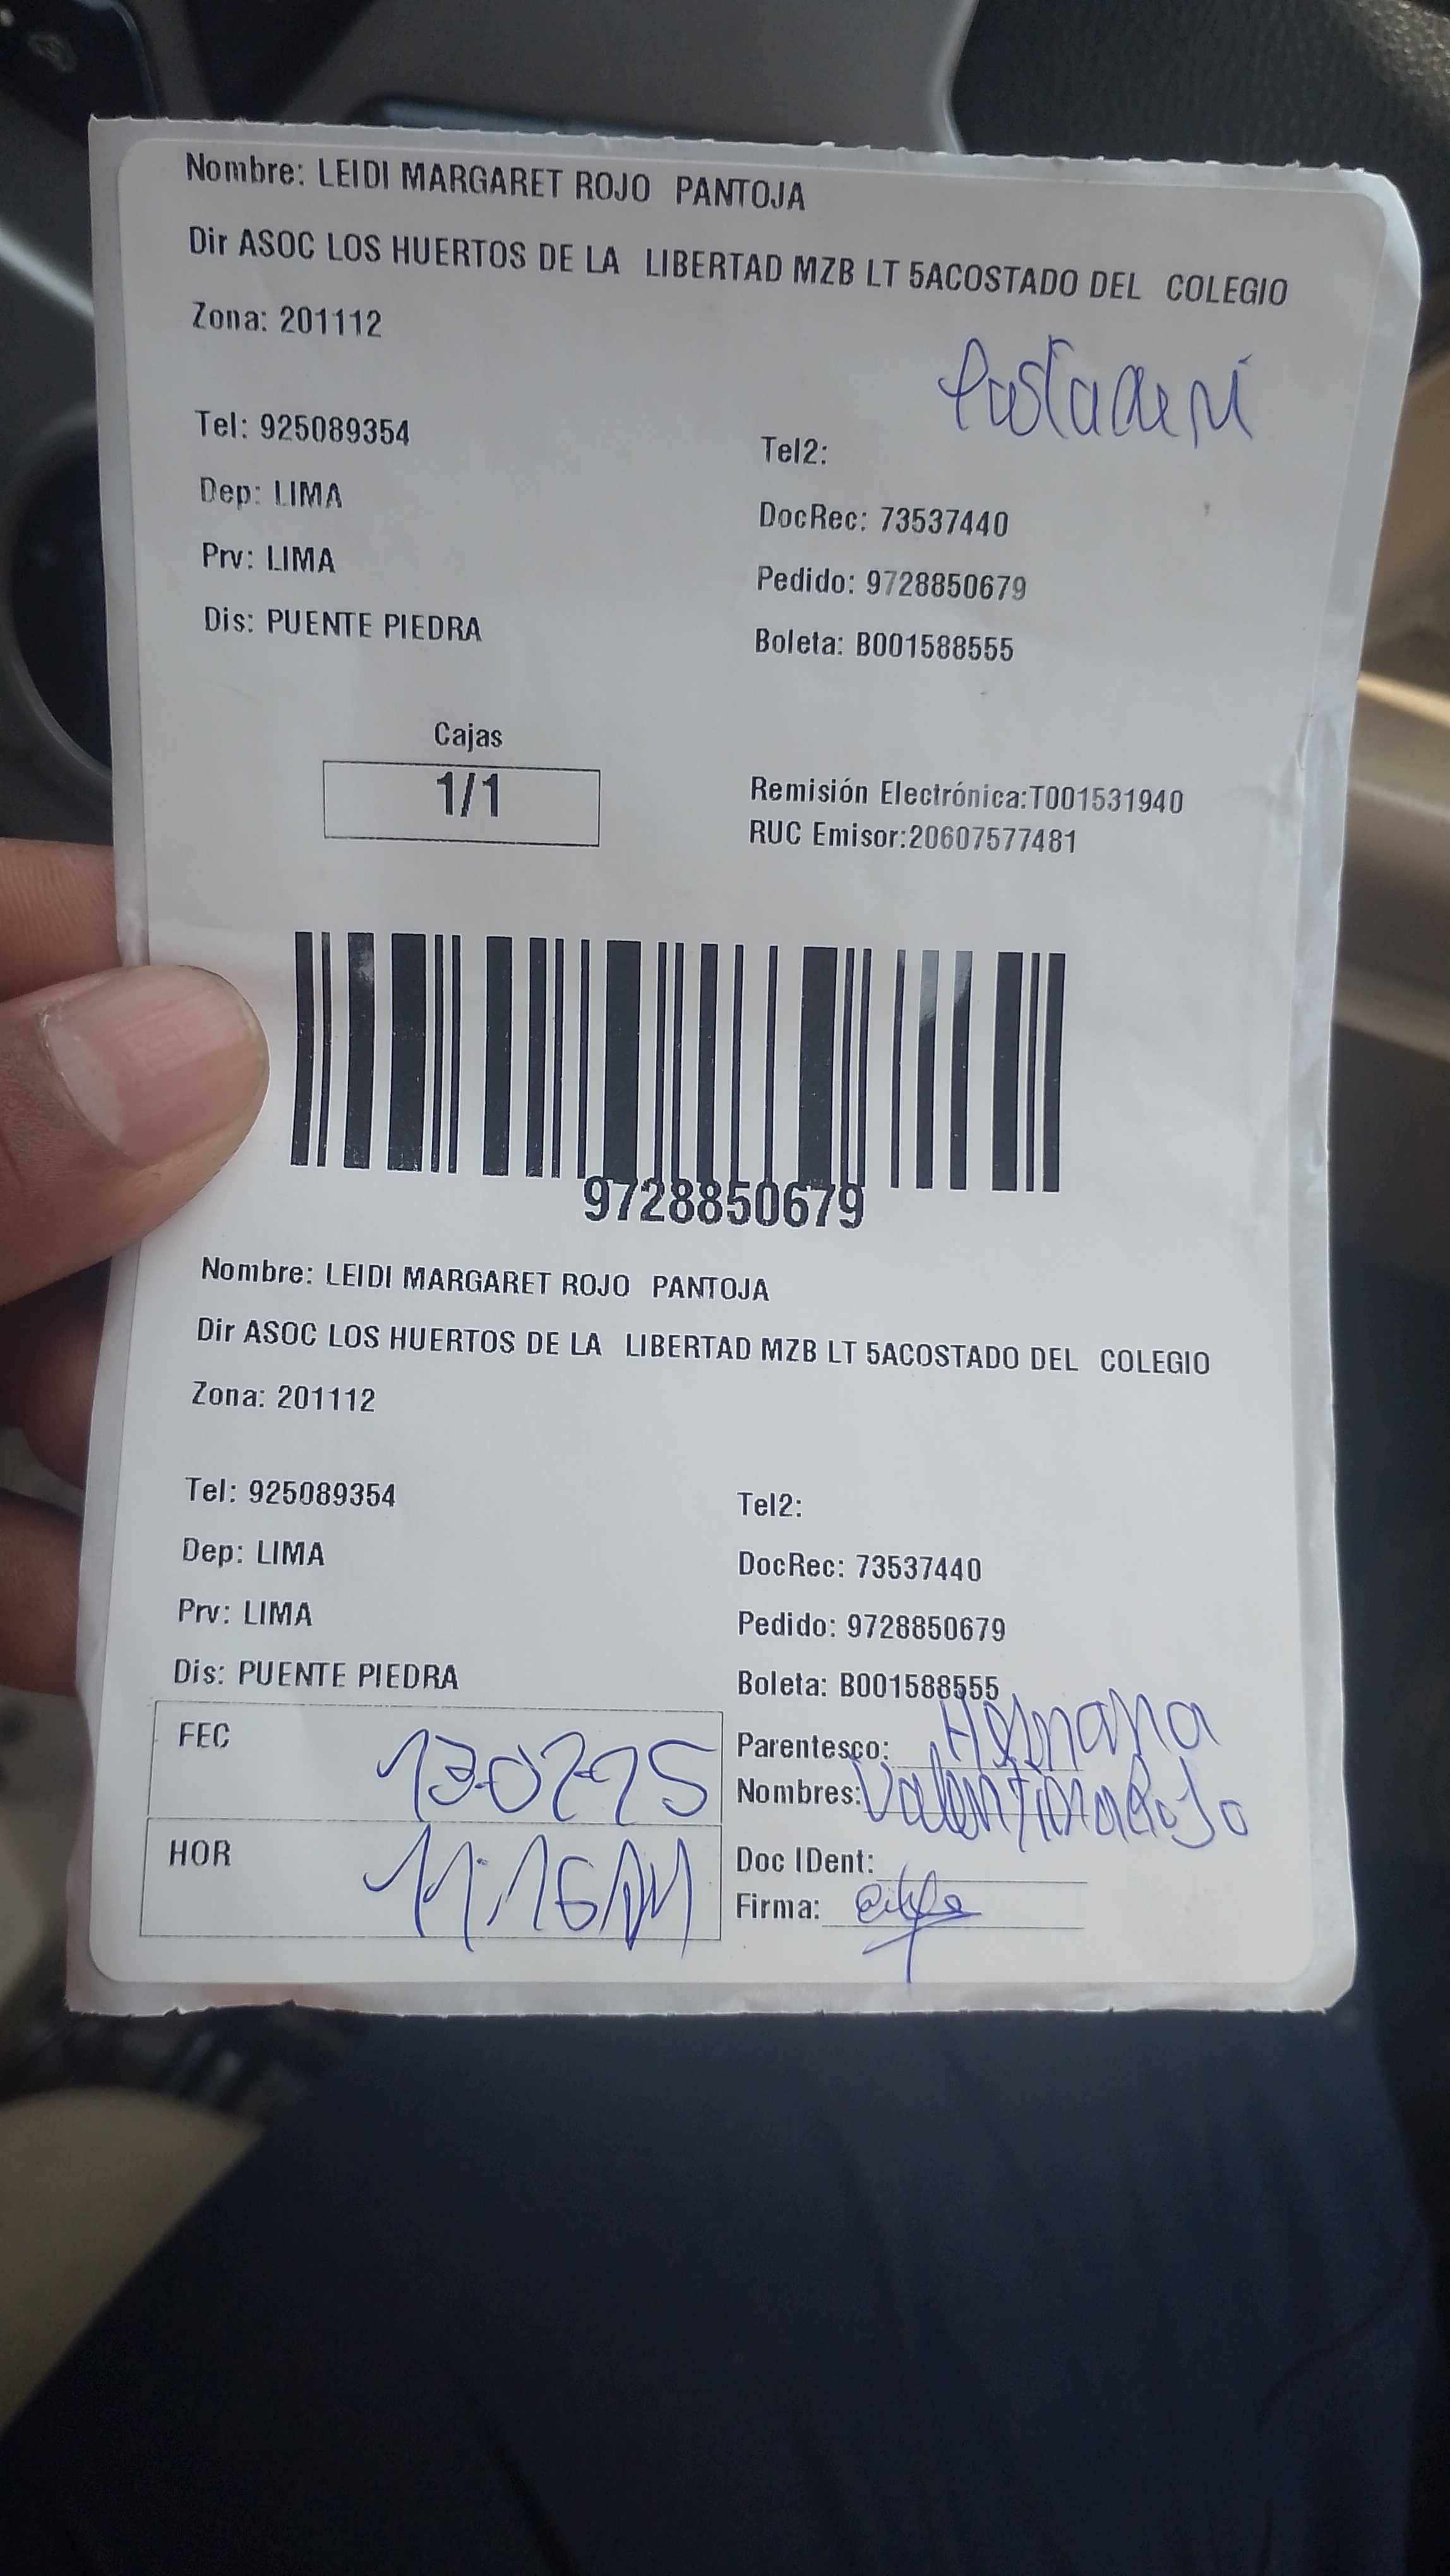 Nombre: LEIDI MARGARET ROJO PANTOJA
Dir ASOC LOS HUERTOS DE LA LIBERTAD MZB LT 5ACOSTADO DEL COLEGIO
Zona: 201112
Tel: 925089354
Tel2:
Dep: LIMA
DocRec: 73537440
Prv: LIMA
Pedido: 9728850679
Dis: PUENTE PIEDRA
Boleta: B001588555
Cajas
1/1
Remisión Electrónica:T001531940
RUC Emisor:20607577481
9728850679
Nombre: LEIDI MARGARET ROJO PANTOJA
Dir ASOC LOS HUERTOS DE LA LIBERTAD MZB LT 5ACOSTADO DEL COLEGIO
Zona: 201112
Tel: 925089354
Tel2:
Dep: LIMA
DocRec: 73537440
Prv: LIMA
Pedido: 9728850679
Dis: PUENTE PIEDRA
Boleta: B001588555
FEC
Parentesco: Hermana
Nombres: Valentina Rojo
HOR 11:16AM
Doc IDent:
Firma: